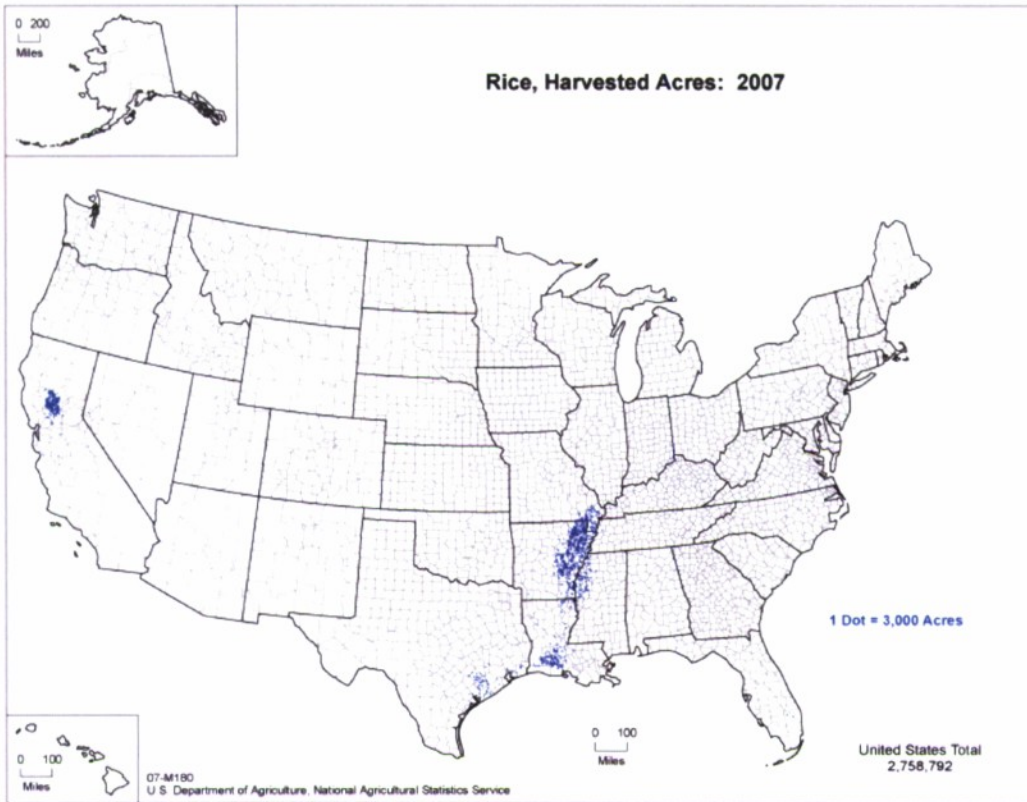 0 200
Miles
Rice, Harvested Acres: 2007
1 Dot = 3,000 Acres
0 100
Miles
0 100
Miles
United States Total
2,758,792
07-M180
U.S. Department of Agriculture, National Agricultural Statistics Service